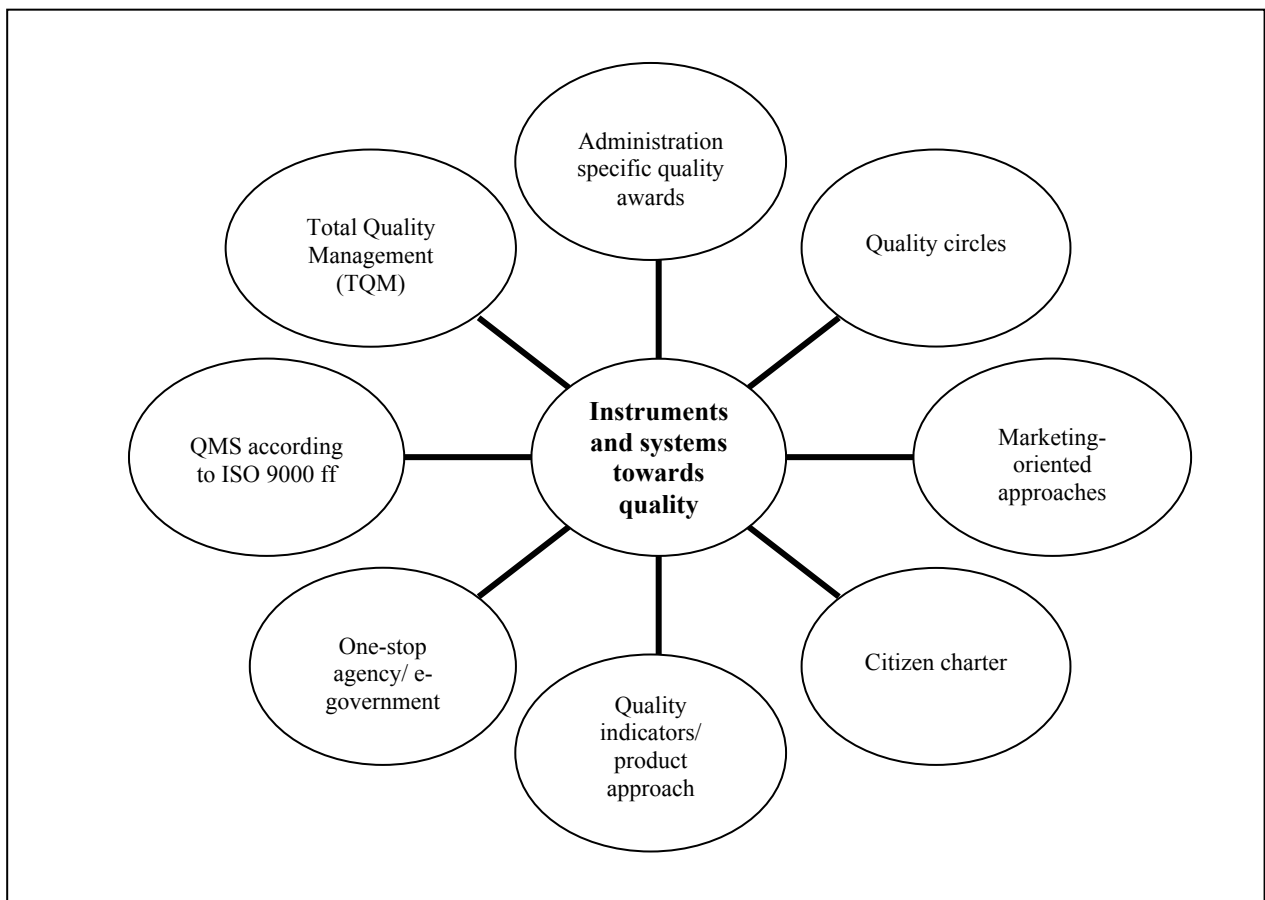 Administration
specific quality
awards
Total Quality
Management
(TQM)
Quality circles
QMS according
to ISO 9000 ff
Instruments
and systems
towards
quality
Marketing-
oriented
approaches
One-stop
agency/ e-
government
Quality
indicators/
product
approach
Citizen charter